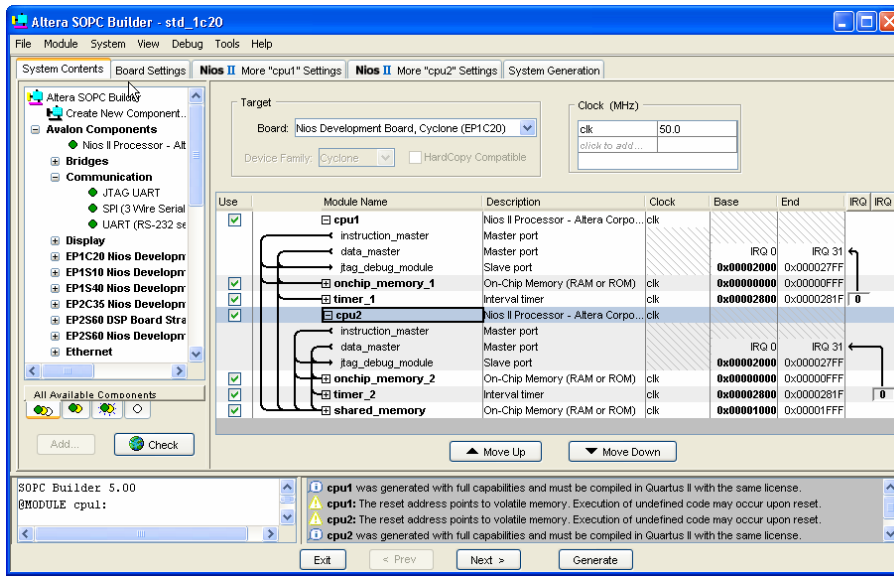 Altera SOPC Builder - std_1c20
File Module System View Debug Tools Help
System Contents Board Settings Nios II More "cpu1" Settings Nios II More "cpu2" Settings System Generation
Altera SOPC Builder
Create New Component...
Avalon Components
Nios II Processor - Alt
Bridges
Communication
JTAG UART
SPI (3 Wire Serial
UART (RS-232 se
Display
EP1C20 Nios Developm
EP1S10 Nios Developm
EP1S40 Nios Developm
EP2C35 Nios Developm
EP2S60 DSP Board Stra
EP2S60 Nios Developm
Ethernet
All Available Components
Add...
Check
Target
Board: Nios Development Board, Cyclone (EP1C20)
Device Family: Cyclone HardCopy Compatible
Clock (MHz)
clk 50.0
click to add...
Use Module Name Description Clock Base End IRQ IRQ
cpu1 Nios II Processor - Altera Corpo... clk
instruction_master Master port
data_master Master port IRQ 0 IRQ 31
jtag_debug_module Slave port 0x00002000 0x000027FF
onchip_memory_1 On-Chip Memory (RAM or ROM) clk 0x00000000 0x00000FFF
timer_1 Interval timer clk 0x00002800 0x0000281F 0
cpu2 Nios II Processor - Altera Corpo... clk
instruction_master Master port
data_master Master port IRQ 0 IRQ 31
jtag_debug_module Slave port 0x00002000 0x000027FF
onchip_memory_2 On-Chip Memory (RAM or ROM) clk 0x00000000 0x00000FFF
timer_2 Interval timer clk 0x00002800 0x0000281F 0
shared_memory On-Chip Memory (RAM or ROM) clk 0x00001000 0x00001FFF
Move Up Move Down
SOPC Builder 5.00
@MODULE cpu1:
cpu1 was generated with full capabilities and must be compiled in Quartus II with the same license.
cpu1: The reset address points to volatile memory. Execution of undefined code may occur upon reset.
cpu2: The reset address points to volatile memory. Execution of undefined code may occur upon reset.
cpu2 was generated with full capabilities and must be compiled in Quartus II with the same license.
Exit < Prev Next > Generate